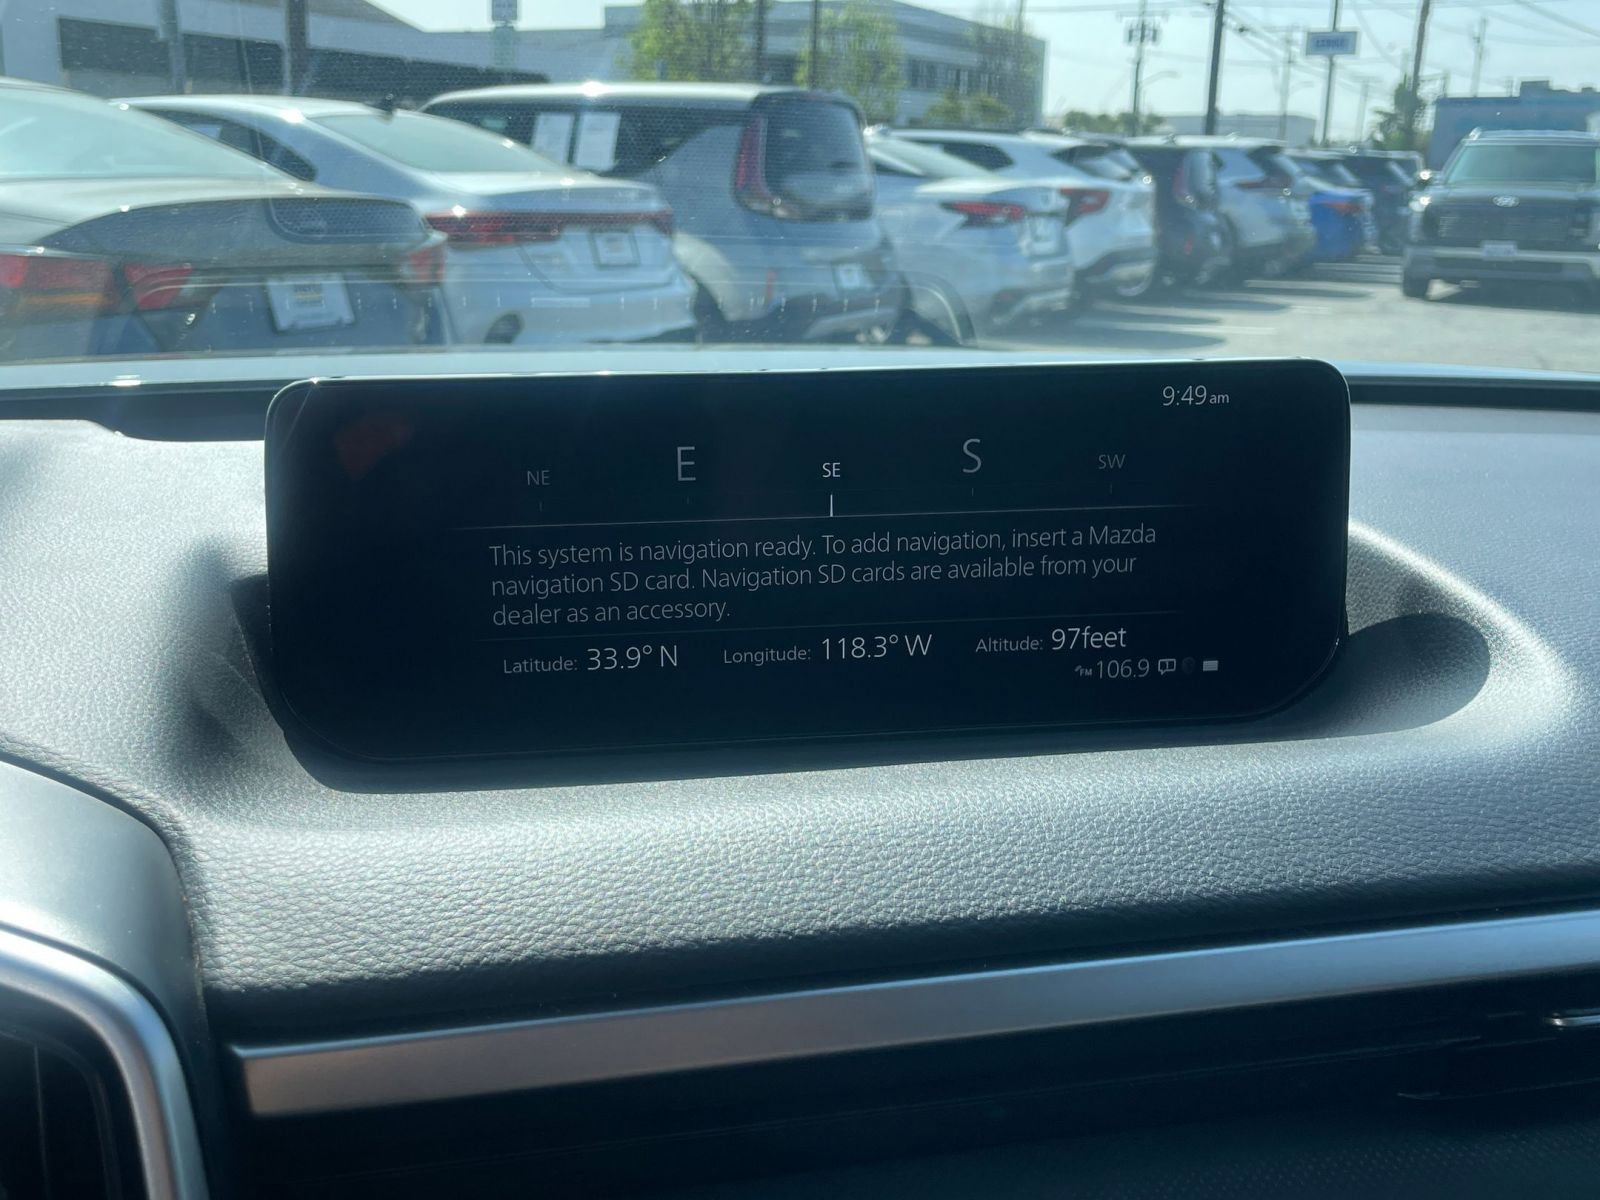 9:49am
NE E SE S SW
This system is navigation ready. To add navigation, insert a Mazda
navigation SD card. Navigation SD cards are available from your
dealer as an accessory.
Latitude: 33.9° N Longitude: 118.3° W Altitude: 97feet
FM 106.9